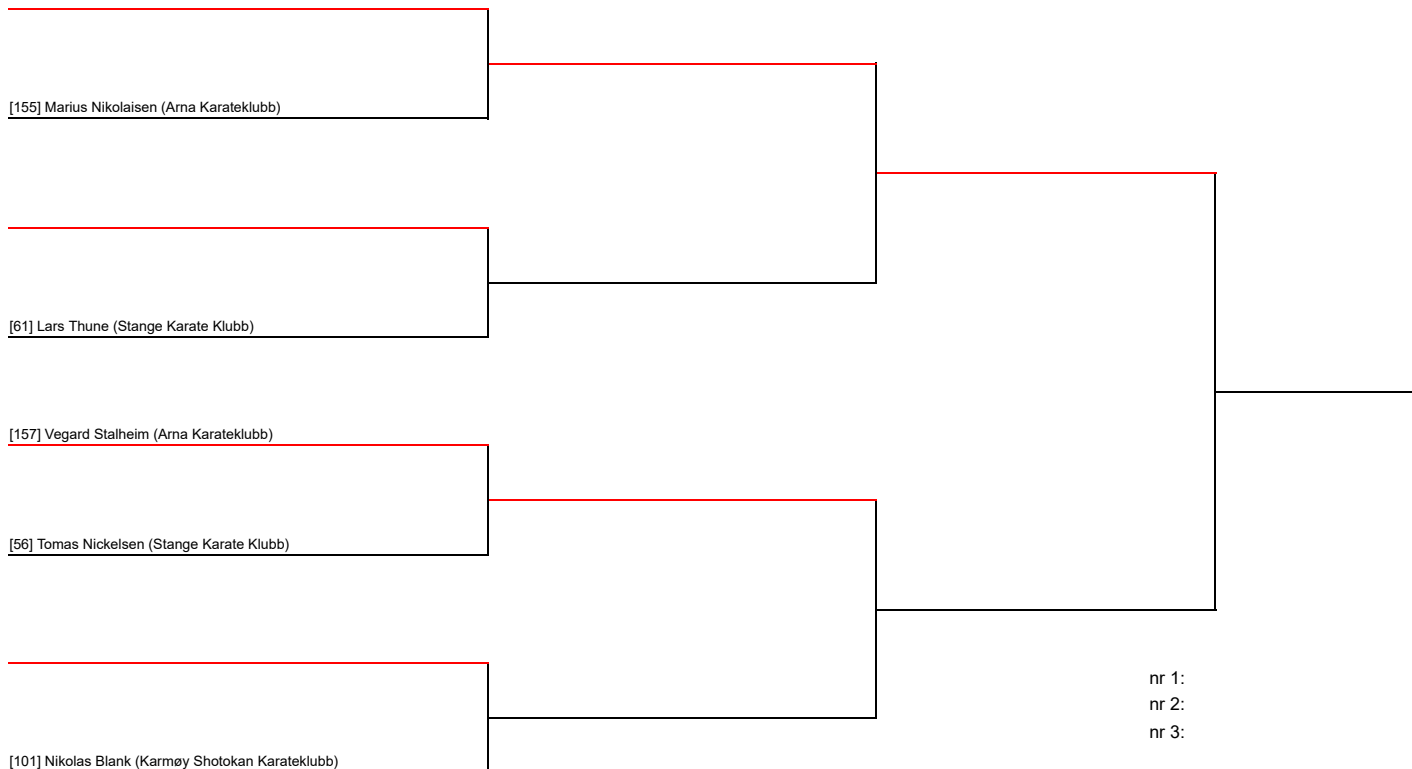 [155] Marius Nikolaisen (Arna Karateklubb)
[61] Lars Thune (Stange Karate Klubb)
[157] Vegard Stalheim (Arna Karateklubb)
[56] Tomas Nickelsen (Stange Karate Klubb)
[101] Nikolas Blank (Karmøy Shotokan Karateklubb)
nr 1:
nr 2:
nr 3: